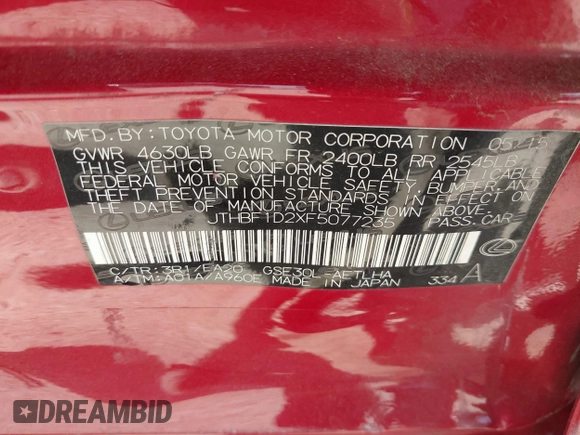 MFD.BY:TOYOTA MOTOR CORPORATION 05/15
GVWR 4630LB GAWR FR 2400LB RR 2545LB
THIS VEHICLE CONFORMS TO ALL APPLICABLE
FEDERAL MOTOR VEHICLE SAFETY, BUMPER, AND
THEFT PREVENTION STANDARDS IN EFFECT ON
THE DATE OF MANUFACTURE SHOWN ABOVE.
JTHBF1D2XF5077235 PASS.CAR
C/TR:3R1/EA20 GSE30L-AETLHA
A/TM:A01A/A960E MADE IN JAPAN 334 A
DREAMBID